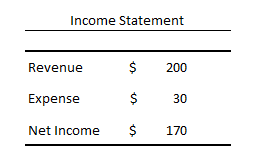 Income Statement
Revenue $ 200
Expense $ 30
Net Income $ 170